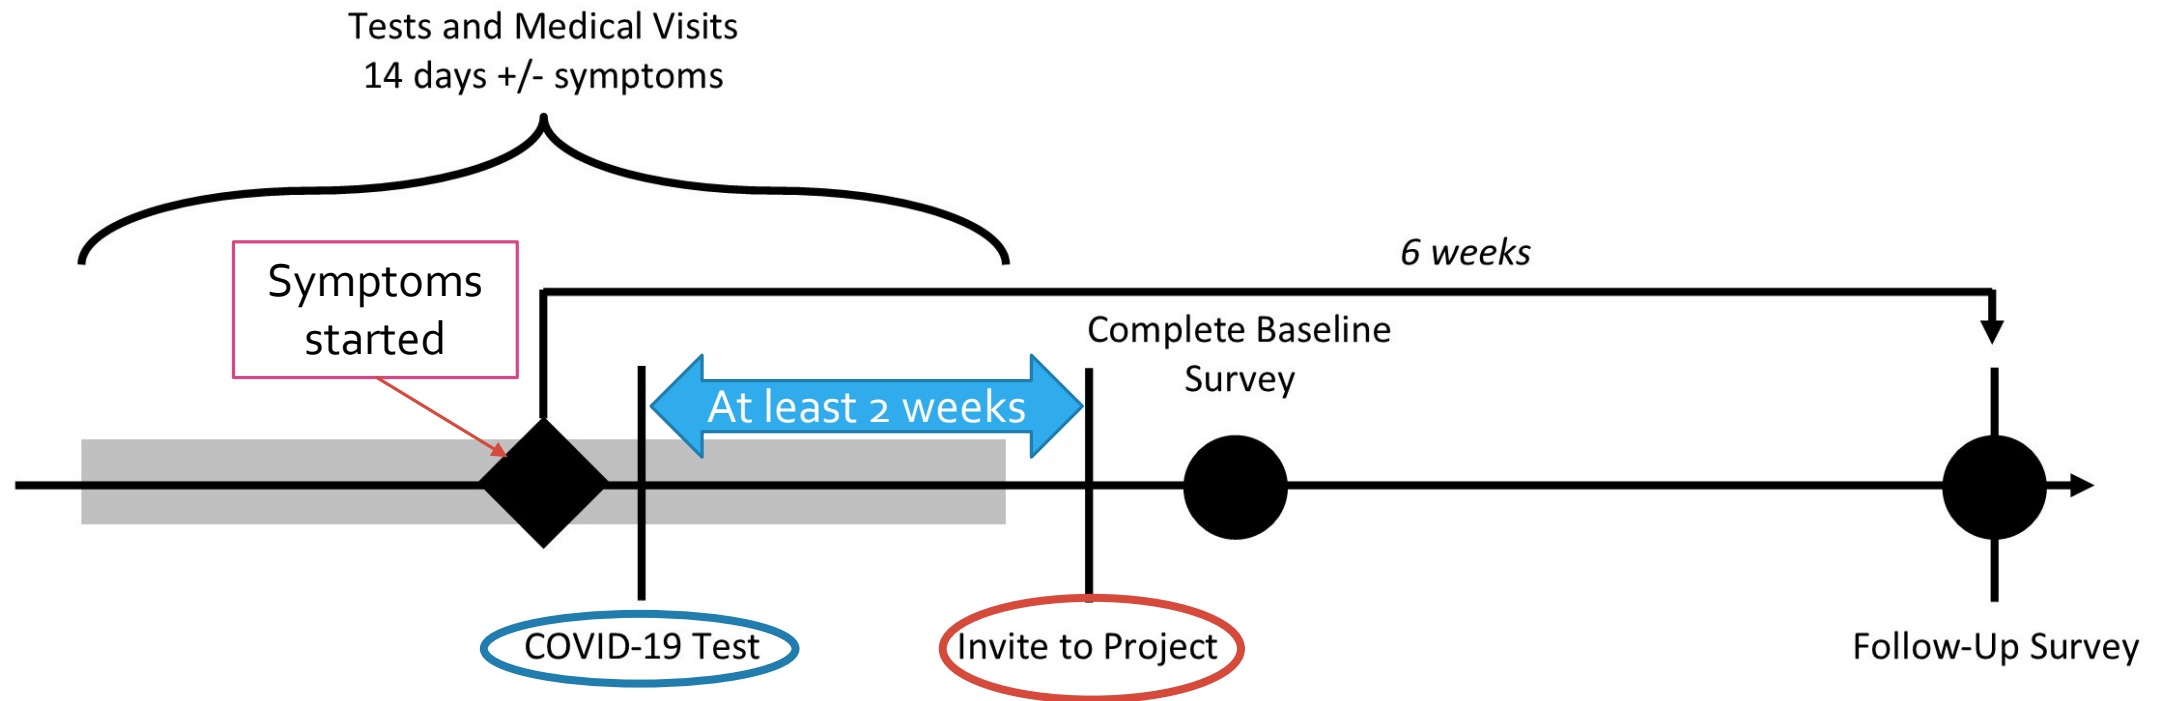 Tests and Medical Visits
14 days +/- symptoms
Symptoms
started
6 weeks
Complete Baseline
Survey
At least 2 weeks
COVID-19 Test
Invite to Project
Follow-Up Survey